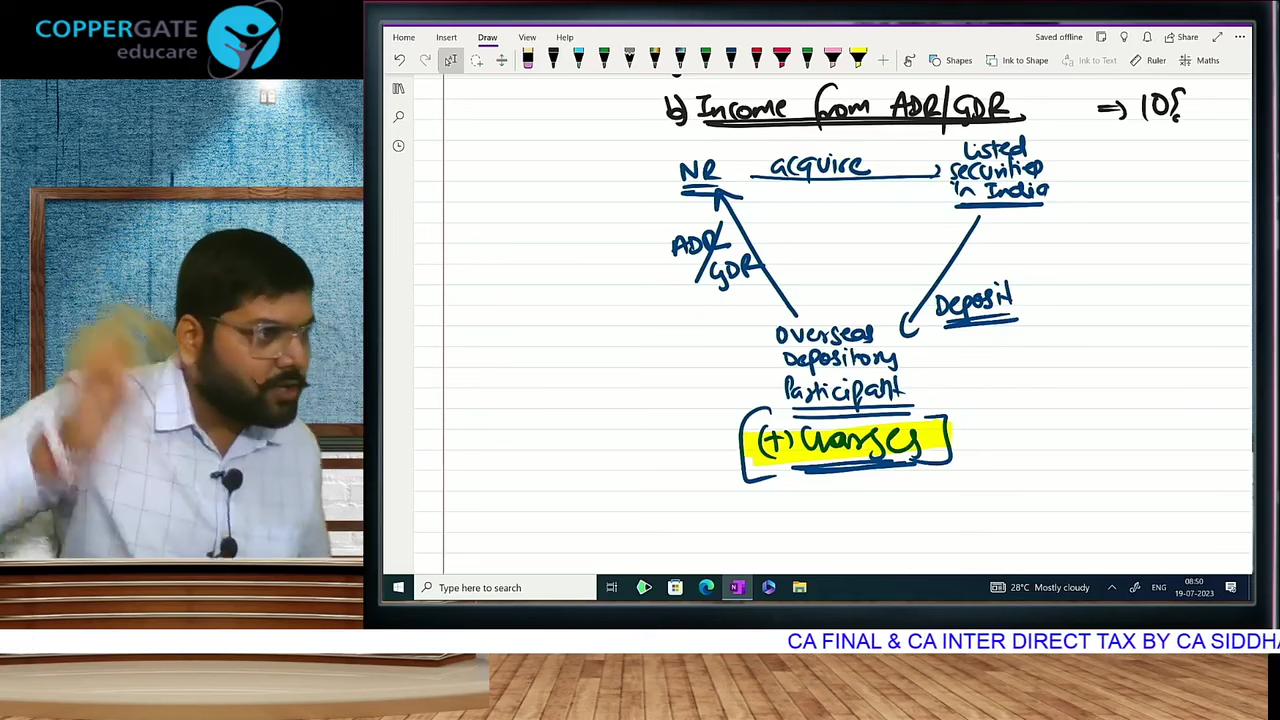 COPPERGATE
educare
Home Insert Draw View Help
Saved offline
Share
Shapes
Ink to Shape
Ink to Text
Ruler
Maths
b) Income from ADR/GDR ⇒ 10%
NR acquire Listed
securities
in India
ADR/
GDR
Deposit
Overseas
Depository
Participant
(+) Charges
Type here to search
28°C Mostly cloudy
ENG
08:50
19-07-2023
CA FINAL & CA INTER DIRECT TAX BY CA SIDDHA